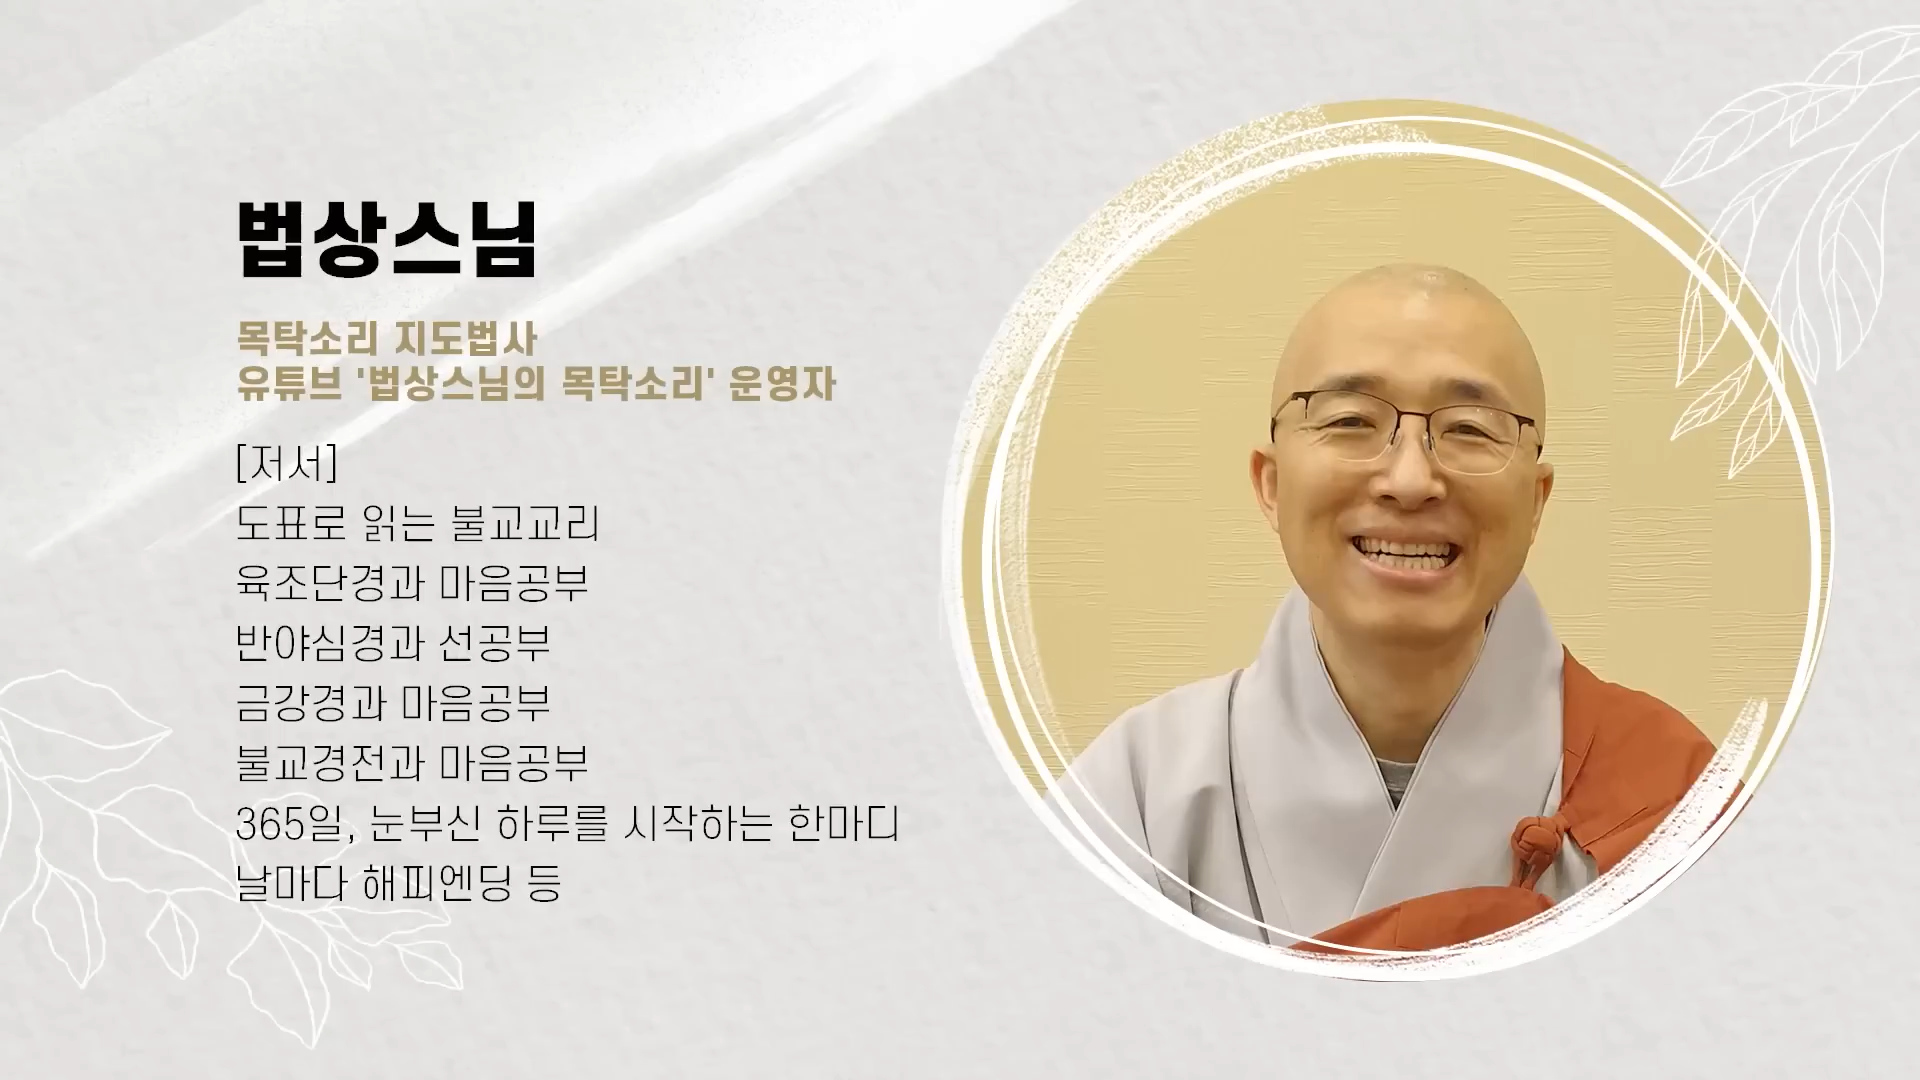 법상스님
목탁소리 지도법사
유튜브 '법상스님의 목탁소리' 운영자
[저서]
도표로 읽는 불교교리
육조단경과 마음공부
반야심경과 선공부
금강경과 마음공부
불교경전과 마음공부
365일, 눈부신 하루를 시작하는 한마디
날마다 해피엔딩 등